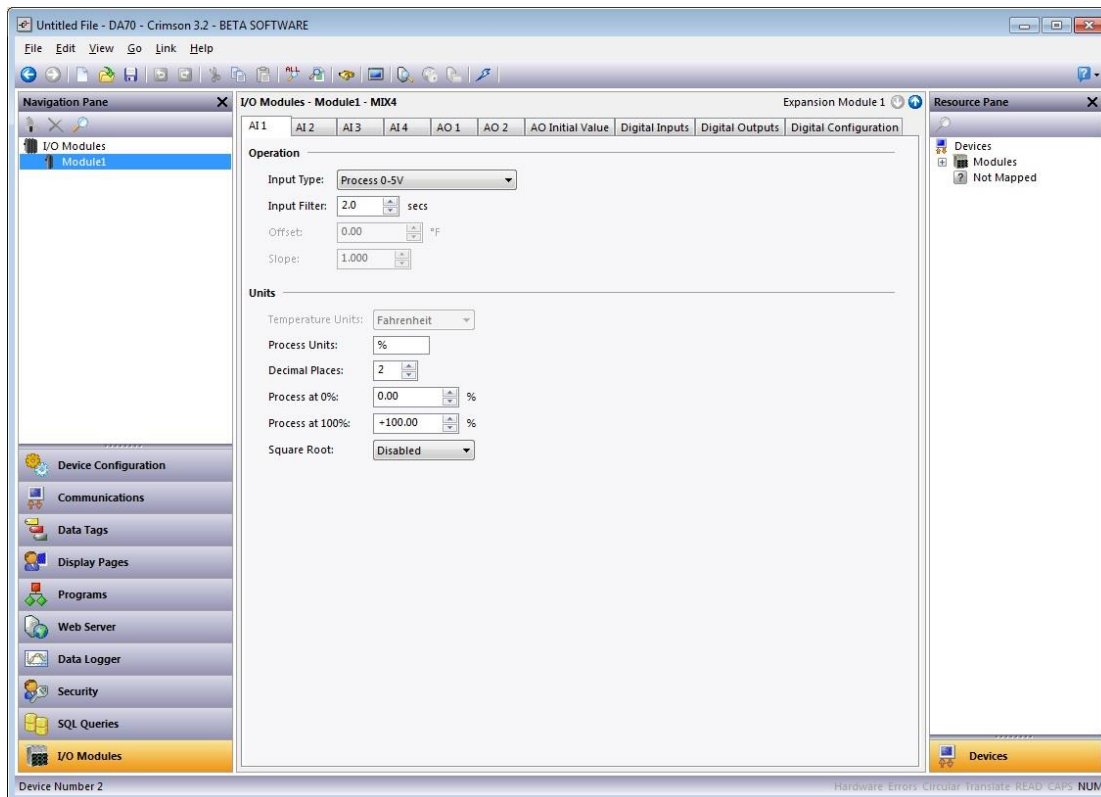 Untitled File - DA70 - Crimson 3.2 - BETA SOFTWARE
File Edit View Go Link Help
ALL
Navigation Pane
I/O Modules
Module1
Device Configuration
Communications
Data Tags
Display Pages
Programs
Web Server
Data Logger
Security
SQL Queries
I/O Modules
I/O Modules - Module1 - MIX4 Expansion Module 1
AI 1 AI 2 AI 3 AI 4 AO 1 AO 2 AO Initial Value Digital Inputs Digital Outputs Digital Configuration
Operation
Input Type: Process 0-5V
Input Filter: 2.0 secs
Offset: 0.00 °F
Slope: 1.000
Units
Temperature Units: Fahrenheit
Process Units: %
Decimal Places: 2
Process at 0%: 0.00 %
Process at 100%: +100.00 %
Square Root: Disabled
Resource Pane
Devices
Modules
? Not Mapped
Devices
Device Number 2 Hardware Errors Circular Translate READ CAPS NUM